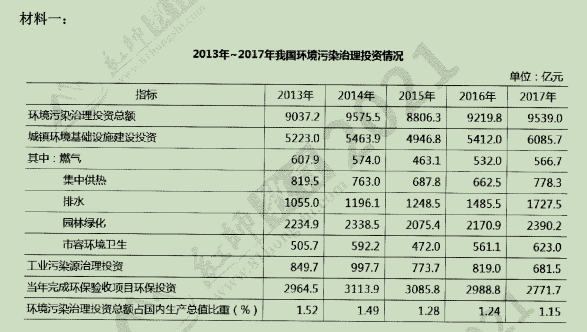 材料一：
2013年~2017年我国环境污染治理投资情况
单位：亿元
指标 2013年 2014年 2015年 2016年 2017年
环境污染治理投资总额 9037.2 9575.5 8806.3 9219.8 9539.0
城镇环境基础设施建设投资 5223.0 5463.9 4946.8 5412.0 6085.7
其中：燃气 607.9 574.0 463.1 532.0 566.7
集中供热 819.5 763.0 687.8 662.5 778.3
排水 1055.0 1196.1 1248.5 1485.5 1727.5
园林绿化 2234.9 2338.5 2075.4 2170.9 2390.2
市容环境卫生 505.7 592.2 472.0 561.1 623.0
工业污染源治理投资 849.7 997.7 773.7 819.0 681.5
当年完成环保验收项目环保投资 2964.5 3113.9 3085.8 2988.8 2771.7
环境污染治理投资总额占国内生产总值比重（%） 1.52 1.49 1.28 1.24 1.15